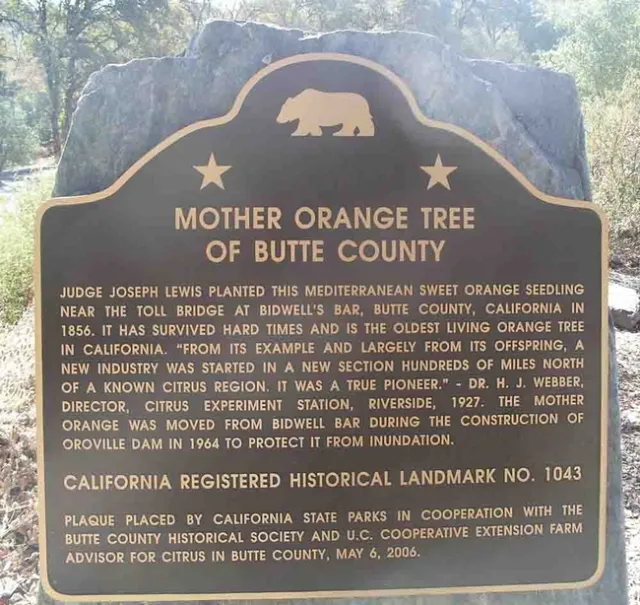 MOTHER ORANGE TREE
OF BUTTE COUNTY
JUDGE JOSEPH LEWIS PLANTED THIS MEDITERRANEAN SWEET ORANGE SEEDLING
NEAR THE TOLL BRIDGE AT BIDWELL'S BAR, BUTTE COUNTY, CALIFORNIA IN
1856. IT HAS SURVIVED HARD TIMES AND IS THE OLDEST LIVING ORANGE TREE
IN CALIFORNIA. "FROM ITS EXAMPLE AND LARGELY FROM ITS OFFSPRING, A
NEW INDUSTRY WAS STARTED IN A NEW SECTION HUNDREDS OF MILES NORTH
OF A KNOWN CITRUS REGION. IT WAS A TRUE PIONEER." - DR. H. J. WEBBER,
DIRECTOR, CITRUS EXPERIMENT STATION, RIVERSIDE, 1927. THE MOTHER
ORANGE WAS MOVED FROM BIDWELL BAR DURING THE CONSTRUCTION OF
OROVILLE DAM IN 1964 TO PROTECT IT FROM INUNDATION.
CALIFORNIA REGISTERED HISTORICAL LANDMARK NO. 1043
PLAQUE PLACED BY CALIFORNIA STATE PARKS IN COOPERATION WITH THE
BUTTE COUNTY HISTORICAL SOCIETY AND U.C. COOPERATIVE EXTENSION FARM
ADVISOR FOR CITRUS IN BUTTE COUNTY, MAY 6, 2006.